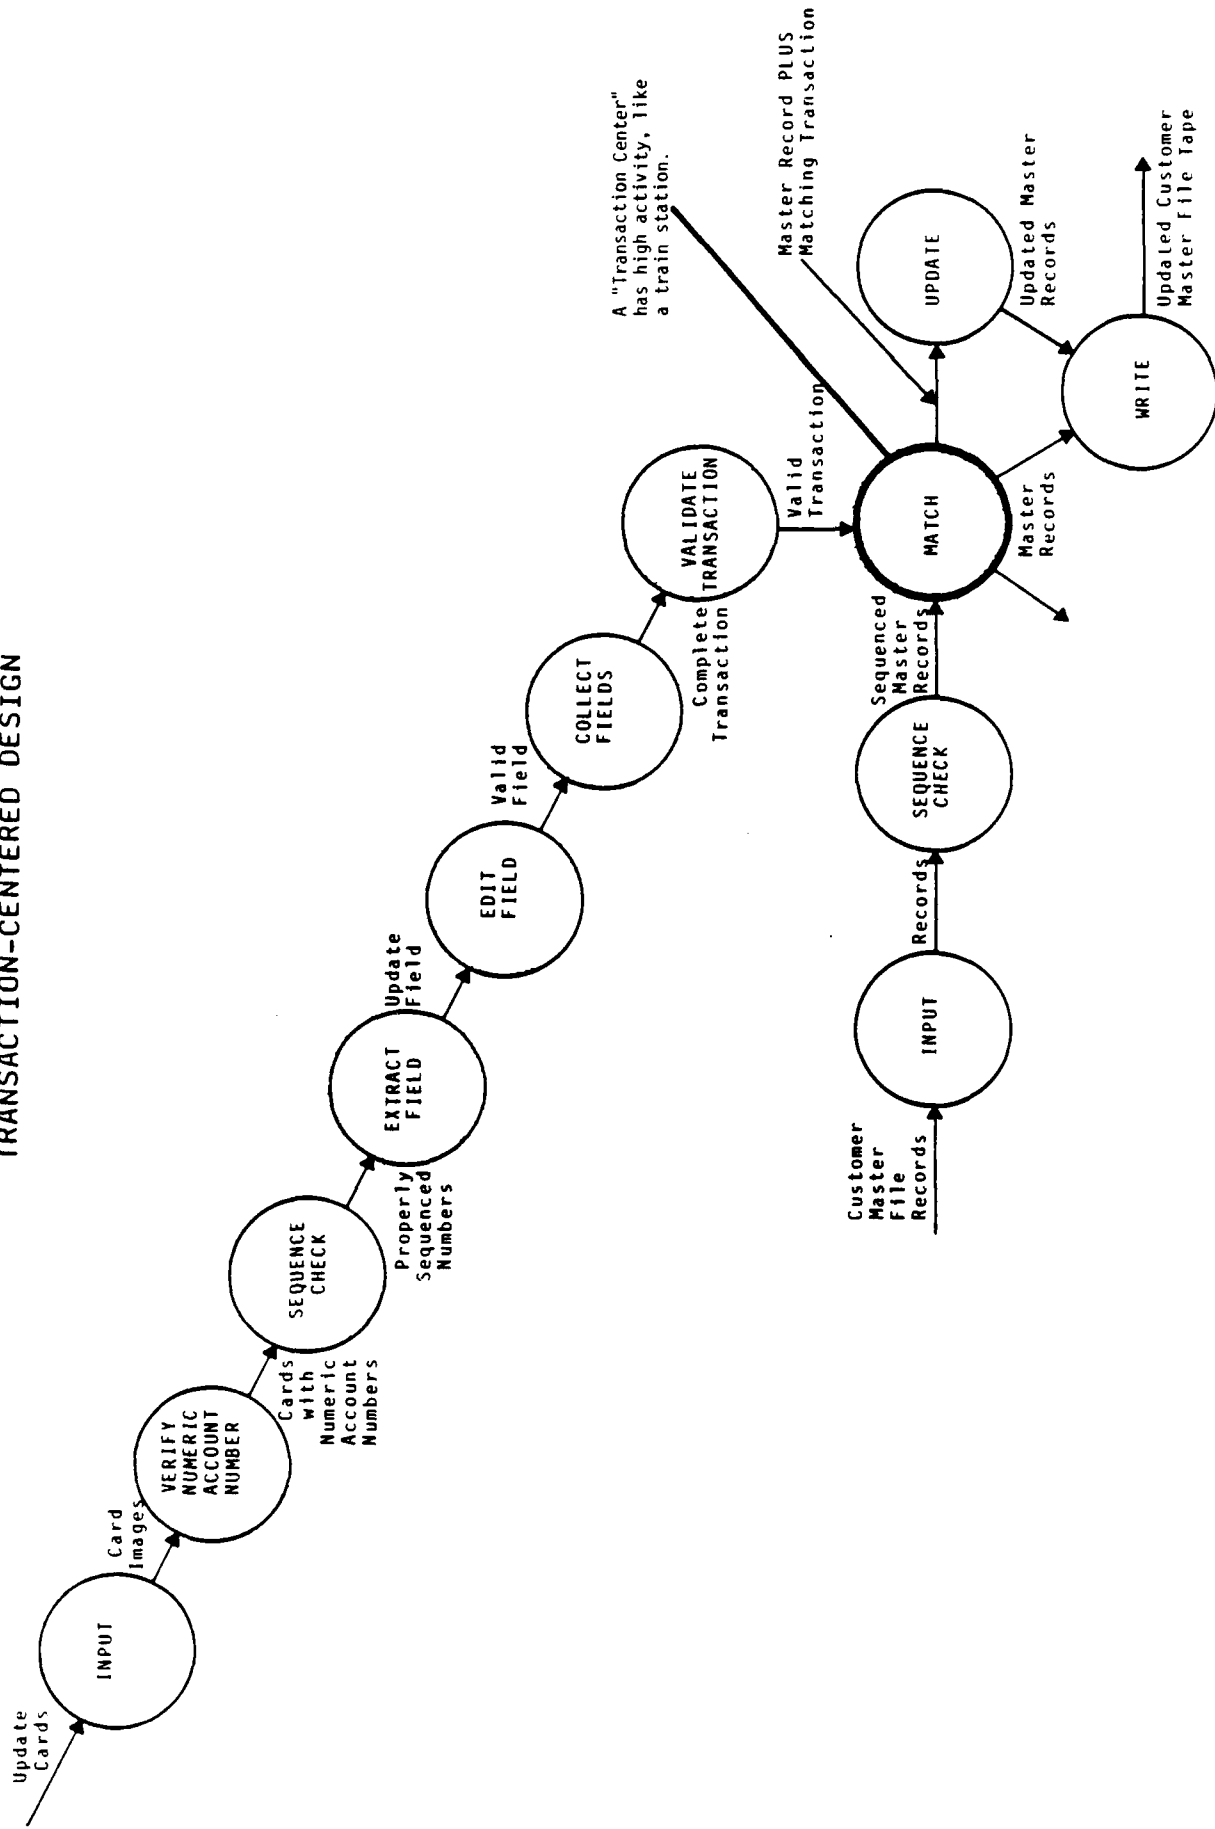 TRANSACTION-CENTERED DESIGN
Update
Cards
INPUT
Card
Images
VERIFY
NUMERIC
ACCOUNT
NUMBER
Cards
with
Numeric
Account
Numbers
SEQUENCE
CHECK
Properly
Sequenced
Numbers
EXTRACT
FIELD
Update
Field
EDIT
FIELD
Valid
Field
COLLECT
FIELDS
Complete
Transaction
VALIDATE
TRANSACTION
Valid
Transaction
A "Transaction Center"
has high activity, like
a train station.
Customer
Master
File
Records
INPUT
Records
SEQUENCE
CHECK
Sequenced
Master
Records
MATCH
Master Record PLUS
Matching Transaction
UPDATE
Master
Records
Updated Master
Records
WRITE
Updated Customer
Master File Tape